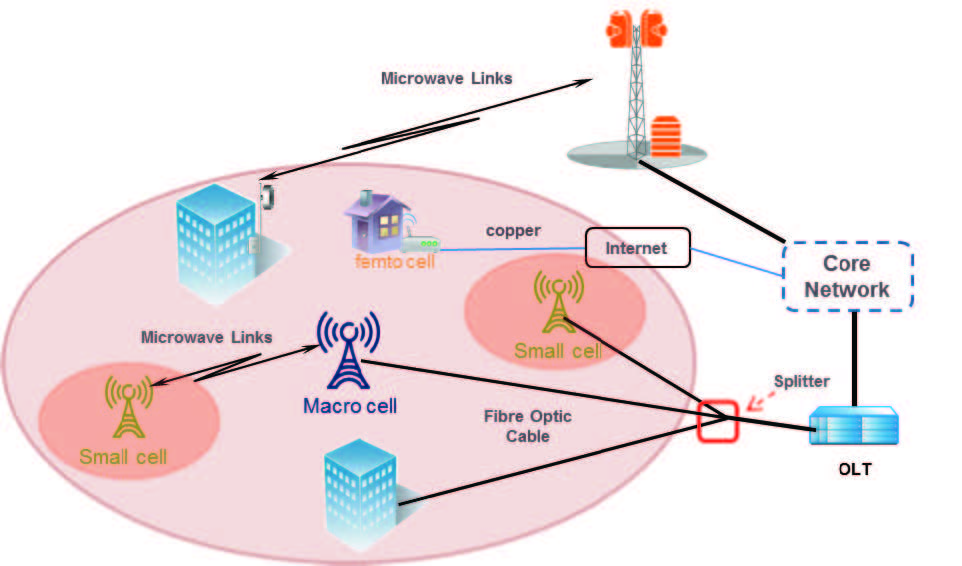 Microwave Links
copper
Internet
femto cell
Core
Network
Small cell
Microwave Links
Macro cell
Small cell
Splitter
Fibre Optic
Cable
OLT